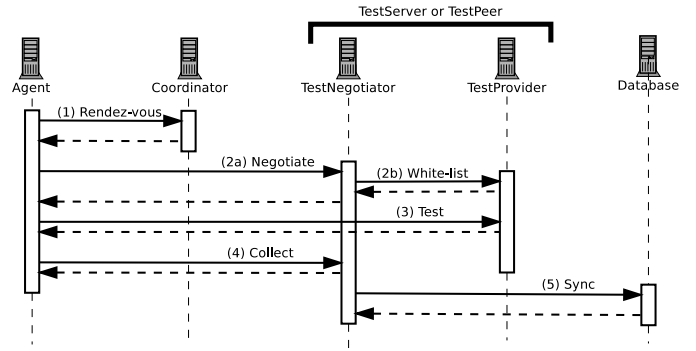 TestServer or TestPeer
Agent
Coordinator
TestNegotiator
TestProvider
Database
(1) Rendez-vous
(2a) Negotiate
(2b) White-list
(3) Test
(4) Collect
(5) Sync